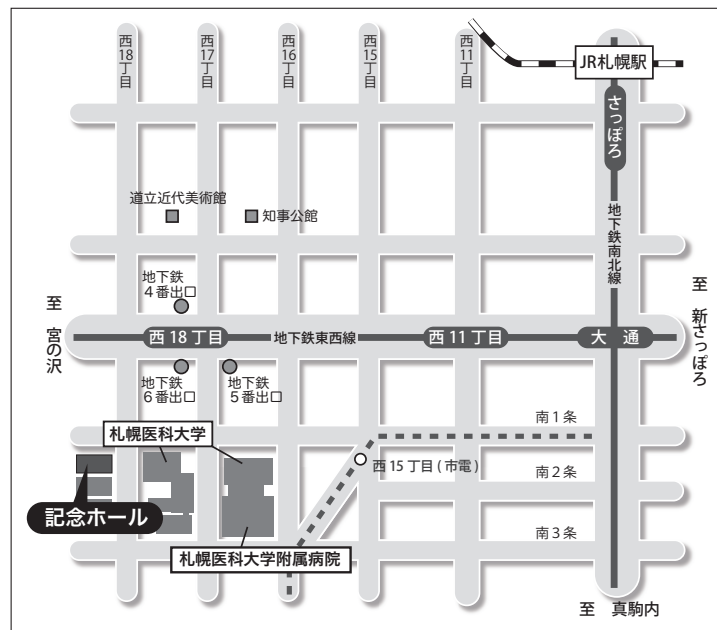 西18丁目
西17丁目
西16丁目
西15丁目
西11丁目
JR札幌駅
さっぽろ
地下鉄南北線
道立近代美術館
知事公館
地下鉄
4番出口
至 宮の沢
西18丁目
地下鉄東西線
西11丁目
大通
至 新さっぽろ
地下鉄
6番出口
地下鉄
5番出口
札幌医科大学
南1条
西15丁目(市電)
南2条
記念ホール
南3条
札幌医科大学附属病院
至 真駒内